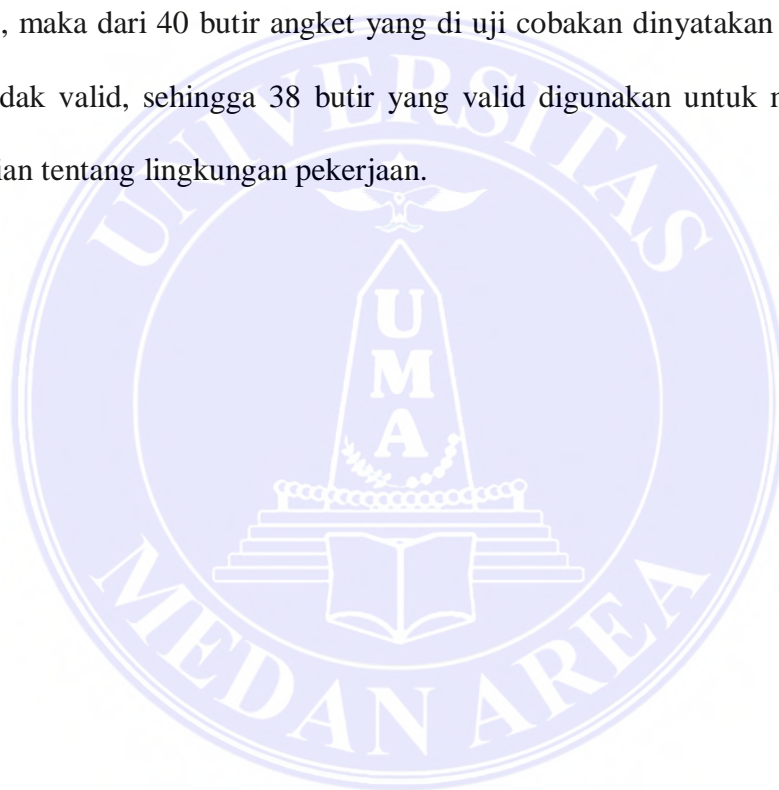 , maka dari 40 butir angket yang di uji cobakan dinyatakan
dak valid, sehingga 38 butir yang valid digunakan untuk
ian tentang lingkungan pekerjaan.
UNIVERSITAS
UMA
MEDAN AREA